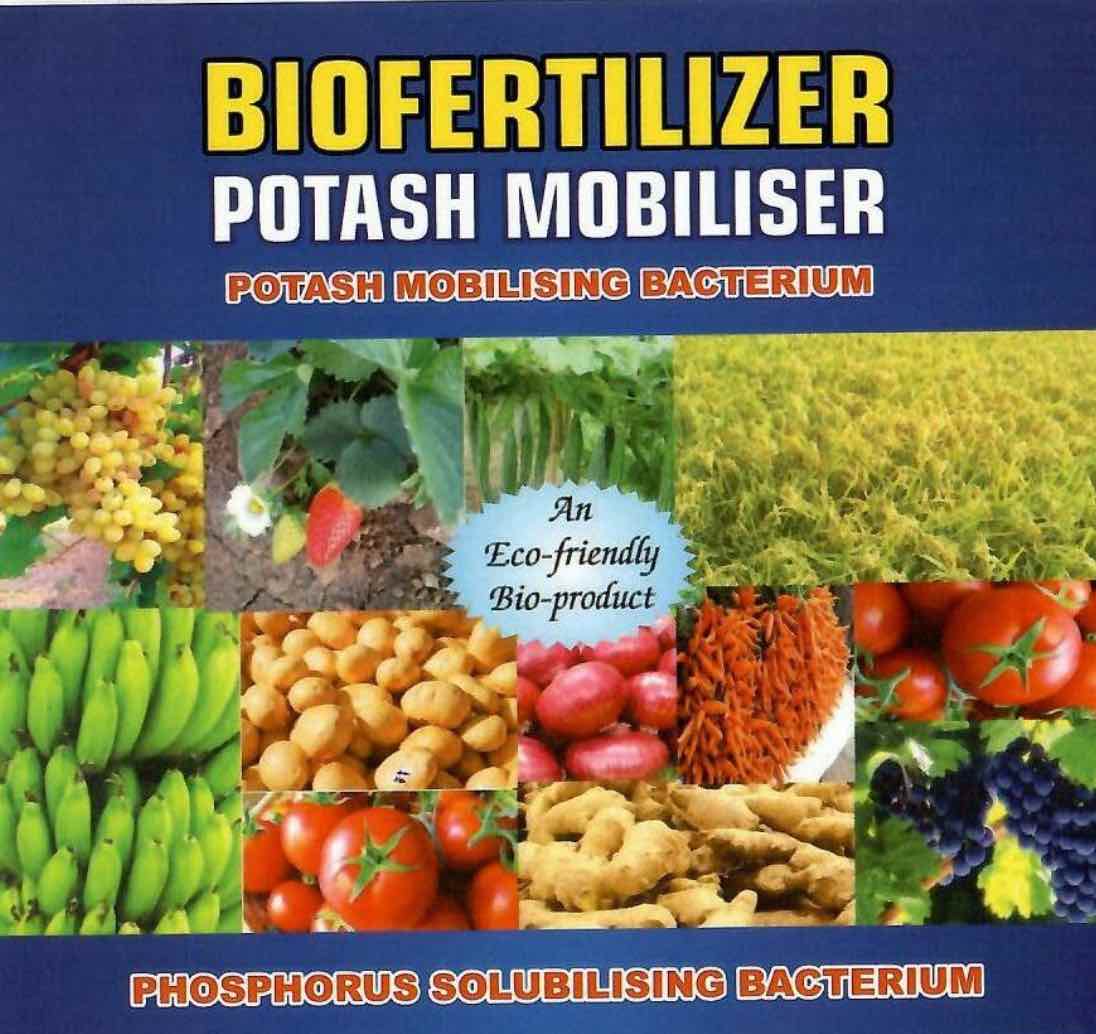 BIOFERTILIZER
POTASH MOBILISER
POTASH MOBILISING BACTERIUM
An
Eco-friendly
Bio-product
PHOSPHORUS SOLUBILISING BACTERIUM